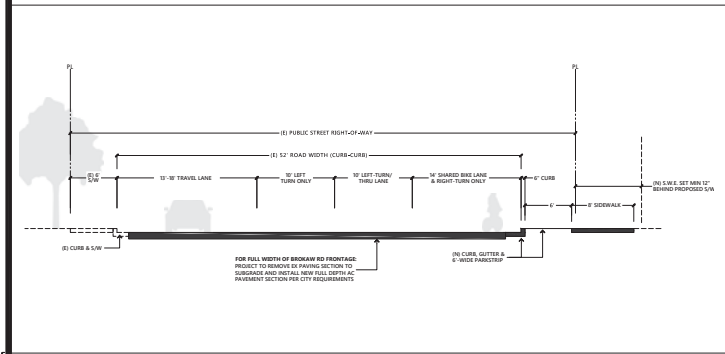 PL
PL
(E) PUBLIC STREET RIGHT-OF-WAY
(E) 52' ROAD WIDTH (CURB-CURB)
(E) 6'
S/W
13'-18' TRAVEL LANE
10' LEFT
TURN ONLY
10' LEFT-TURN/
THRU LANE
14' SHARED BIKE LANE
& RIGHT-TURN ONLY
6" CURB
(N) S.W.E. SET MIN 12"
BEHIND PROPOSED S/W
6'
8' SIDEWALK
(E) CURB & S/W
FOR FULL WIDTH OF BROKAW RD FRONTAGE:
PROJECT TO REMOVE EX PAVING SECTION TO
SUBGRADE AND INSTALL NEW FULL DEPTH AC
PAVEMENT SECTION PER CITY REQUIREMENTS
(N) CURB, GUTTER &
6'-WIDE PARKSTRIP